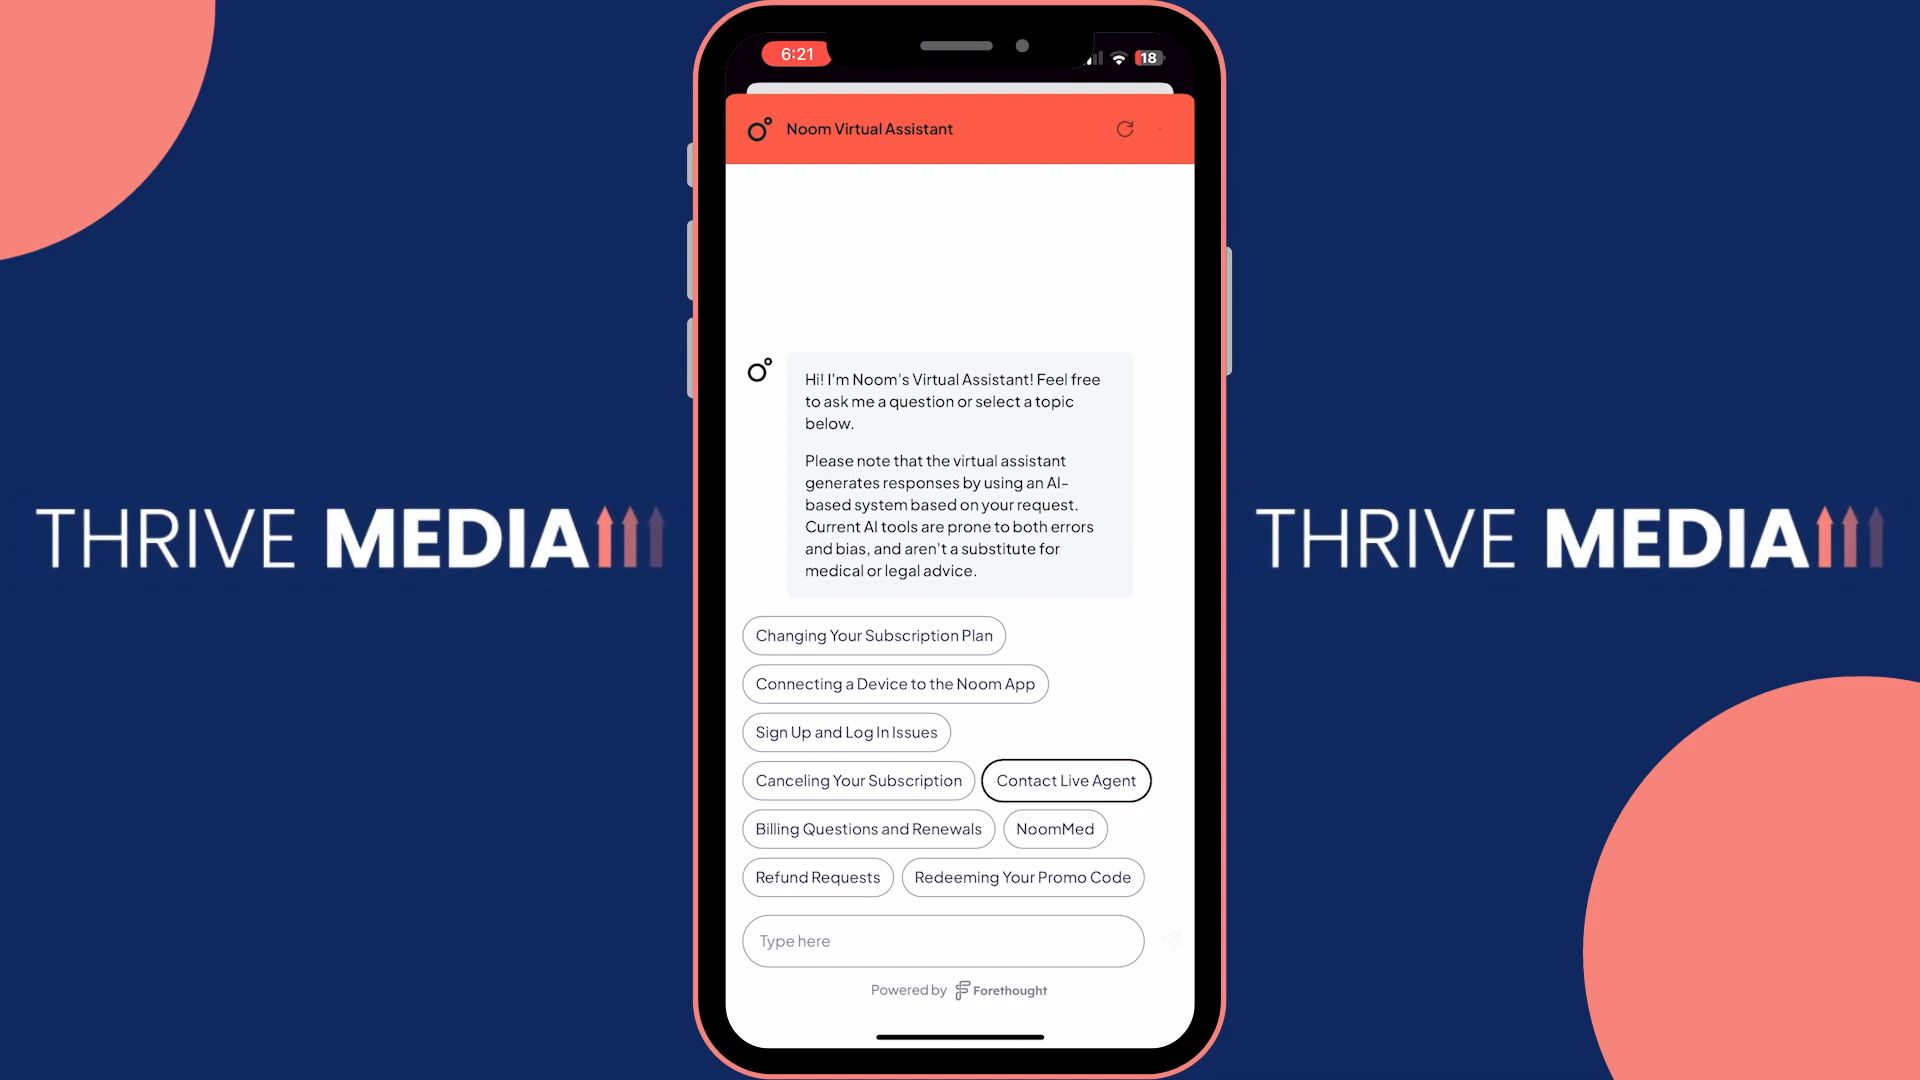 6:21
18
Noom Virtual Assistant
Hi! I'm Noom's Virtual Assistant! Feel free
to ask me a question or select a topic
below.
Please note that the virtual assistant
generates responses by using an AI-
based system based on your request.
Current AI tools are prone to both errors
and bias, and aren't a substitute for
medical or legal advice.
THRIVE MEDIA
THRIVE MEDIA
Changing Your Subscription Plan
Connecting a Device to the Noom App
Sign Up and Log In Issues
Canceling Your Subscription
Contact Live Agent
Billing Questions and Renewals
NoomMed
Refund Requests
Redeeming Your Promo Code
Type here
Powered by Forethought